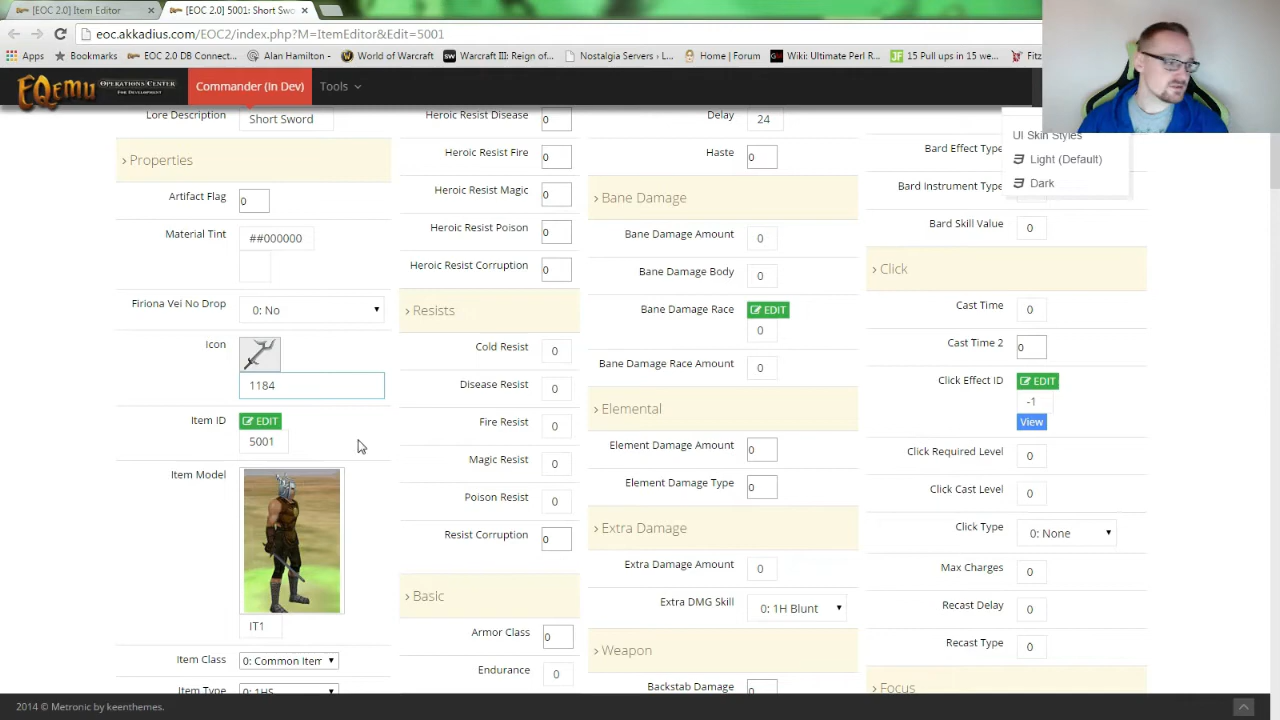 [EOC 2.0] Item Editor
[EOC 2.0] 5001: Short Swo
eoc.akkadius.com/EOC2/index.php?M=ItemEditor&Edit=5001
Apps
Bookmarks
EOC 2.0 DB Connectic
Alan Hamilton -
World of Warcraft
Warcraft III: Reign of
Nostalgia Servers › L...
Home | Forum
Wiki: Ultimate Perl R...
15 Pull ups in 15 wee
Fitz
EQEmu
OPERATIONS CENTER
FOR DEVELOPMENT
Commander (In Dev)
Tools
UI Skin Styles
Light (Default)
Dark
Lore Description
Short Sword
Properties
Artifact Flag
0
Material Tint
##000000
Firiona Vei No Drop
0: No
Icon
1184
Item ID
EDIT
5001
Item Model
IT1
Item Class
0: Common Item
Item Type
0: 1HS
Heroic Resist Disease
0
Heroic Resist Fire
0
Heroic Resist Magic
0
Heroic Resist Poison
0
Heroic Resist Corruption
0
Resists
Cold Resist
0
Disease Resist
0
Fire Resist
0
Magic Resist
0
Poison Resist
0
Resist Corruption
0
Basic
Armor Class
0
Endurance
0
Delay
24
Haste
0
Bane Damage
Bane Damage Amount
0
Bane Damage Body
0
Bane Damage Race
EDIT
0
Bane Damage Race Amount
0
Elemental
Element Damage Amount
0
Element Damage Type
0
Extra Damage
Extra Damage Amount
0
Extra DMG Skill
0: 1H Blunt
Weapon
Backstab Damage
0
Bard Effect Type
Bard Instrument Type
Bard Skill Value
0
Click
Cast Time
0
Cast Time 2
0
Click Effect ID
EDIT
-1
View
Click Required Level
0
Click Cast Level
0
Click Type
0: None
Max Charges
0
Recast Delay
0
Recast Type
0
Focus
2014 © Metronic by keenthemes.